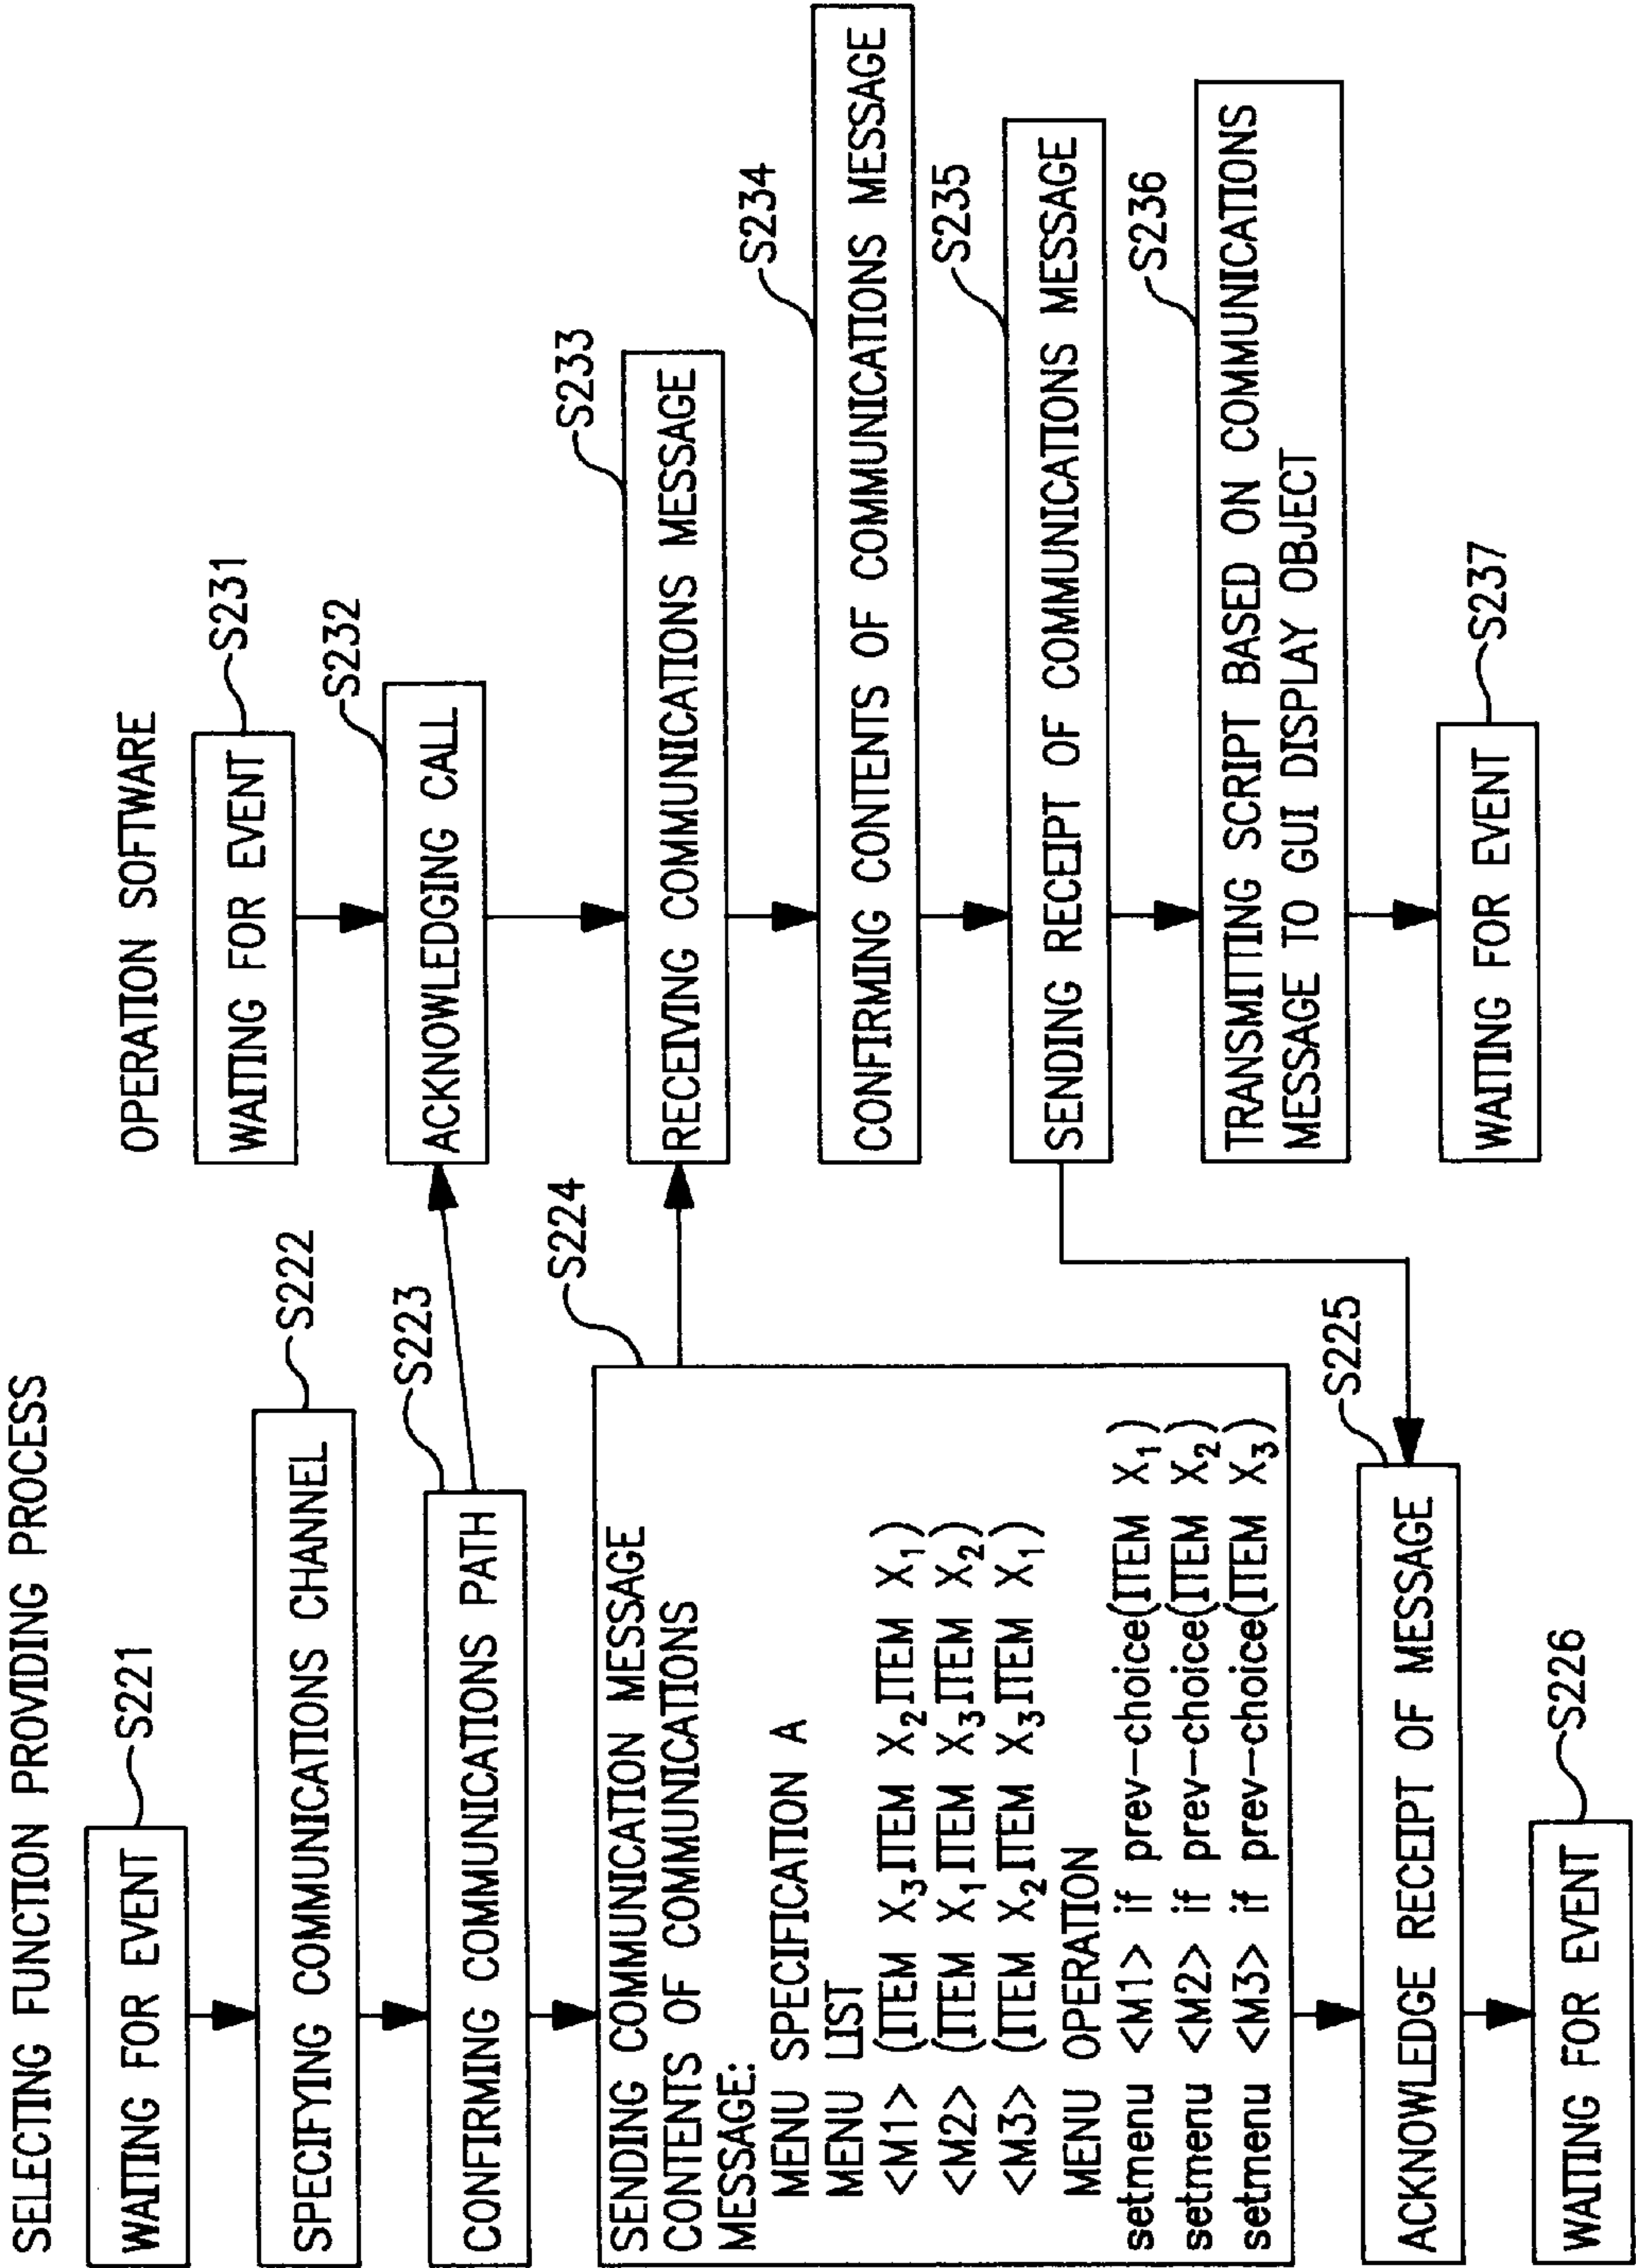 SELECTING FUNCTION PROVIDING PROCESS
WAITING FOR EVENT
S221
SPECIFYING COMMUNICATIONS CHANNEL
S222
CONFIRMING COMMUNICATIONS PATH
S223
SENDING COMMUNICATION MESSAGE
CONTENTS OF COMMUNICATIONS
MESSAGE:
MENU SPECIFICATION A
MENU LIST
<M1> (ITEM X3 ITEM X2 ITEM X1)
<M2> (ITEM X1 ITEM X3 ITEM X2)
<M3> (ITEM X2 ITEM X3 ITEM X1)
MENU OPERATION
setmenu <M1> if prev-choice(ITEM X1)
setmenu <M2> if prev-choice(ITEM X2)
setmenu <M3> if prev-choice(ITEM X3)
S224
ACKNOWLEDGE RECEIPT OF MESSAGE
S225
WAITING FOR EVENT
S226
OPERATION SOFTWARE
WAITING FOR EVENT
S231
ACKNOWLEDGING CALL
S232
RECEIVING COMMUNICATIONS MESSAGE
S233
CONFIRMING CONTENTS OF COMMUNICATIONS MESSAGE
S234
SENDING RECEIPT OF COMMUNICATIONS MESSAGE
S235
TRANSMITTING SCRIPT BASED ON COMMUNICATIONS
MESSAGE TO GUI DISPLAY OBJECT
S236
WAITING FOR EVENT
S237